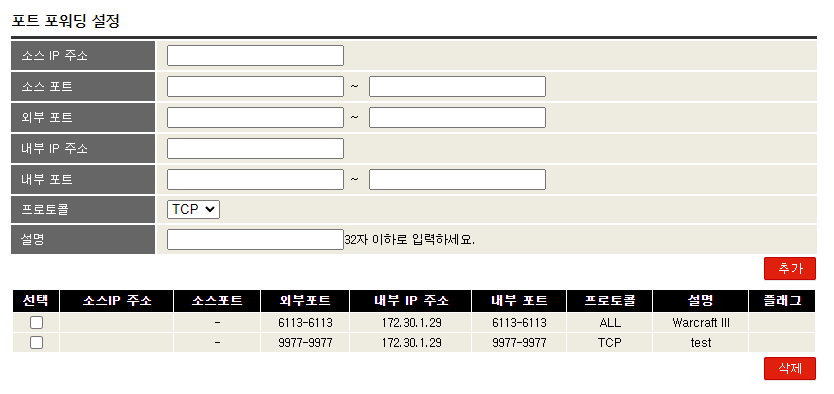 포트 포워딩 설정
소스 IP 주소
소스 포트 ~
외부 포트 ~
내부 IP 주소
내부 포트 ~
프로토콜 TCP
설명 32자 이하로 입력하세요.
추가
선택 소스IP 주소 소스포트 외부포트 내부 IP 주소 내부 포트 프로토콜 설명 플래그
- 6113-6113 172.30.1.29 6113-6113 ALL Warcraft III
- 9977-9977 172.30.1.29 9977-9977 TCP test
삭제